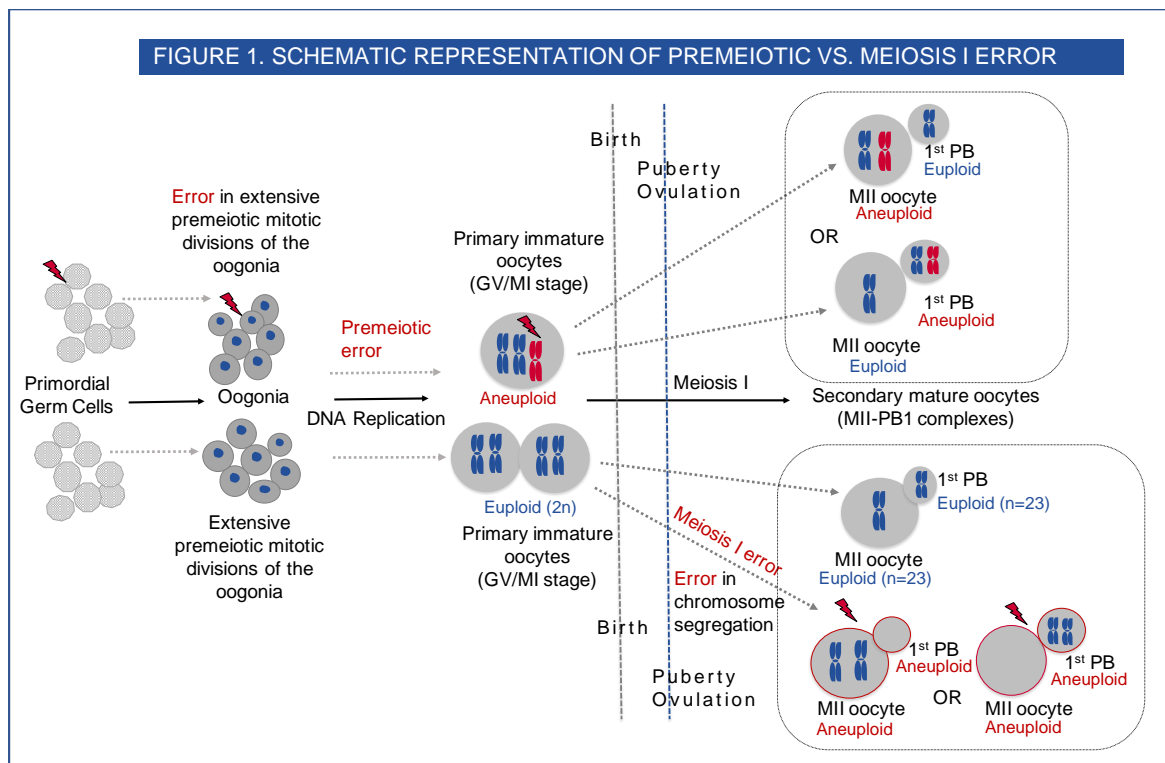 FIGURE 1. SCHEMATIC REPRESENTATION OF PREMEIOTIC VS. MEIOSIS I ERROR
Primordial
Germ Cells
Error in extensive
premeiotic mitotic
divisions of the
oogonia
Oogonia
Extensive
premeiotic mitotic
divisions of the
oogonia
Premeiotic
error
DNA Replication
Primary immature
oocytes
(GV/MI stage)
Aneuploid
Euploid (2n)
Primary immature
oocytes
(GV/MI stage)
Birth
Puberty
Ovulation
Meiosis I
Meiosis I error
Error in
chromosome
segregation
Birth
Puberty
Ovulation
1st PB
Euploid
MII oocyte
Aneuploid
OR
1st PB
Aneuploid
MII oocyte
Euploid
Secondary mature oocytes
(MII-PB1 complexes)
1st PB
Euploid (n=23)
MII oocyte
Euploid (n=23)
1st PB
Aneuploid
MII oocyte
Aneuploid
OR
1st PB
Aneuploid
MII oocyte
Aneuploid